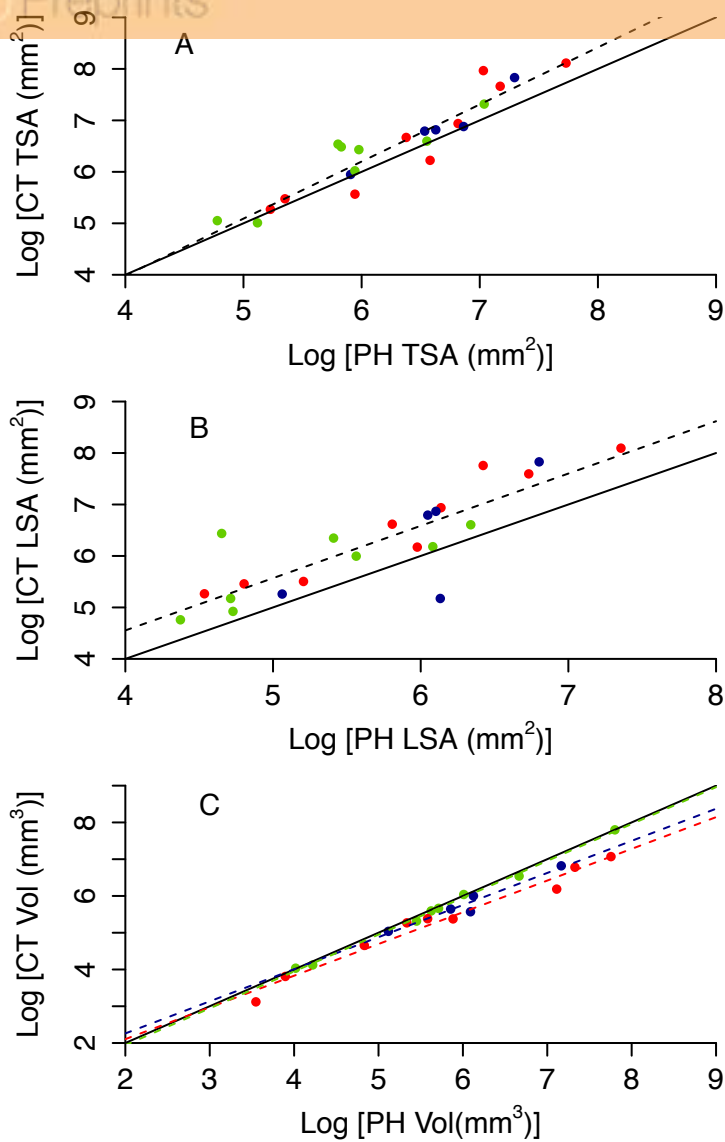 Preprints
A
Log [CT TSA (mm²)]
9
8
7
6
5
4
4 5 6 7 8 9
Log [PH TSA (mm²)]
B
Log [CT LSA (mm²)]
9
8
7
6
5
4
4 5 6 7 8
Log [PH LSA (mm²)]
C
Log [CT Vol (mm³)]
8
6
4
2
2 3 4 5 6 7 8 9
Log [PH Vol(mm³)]